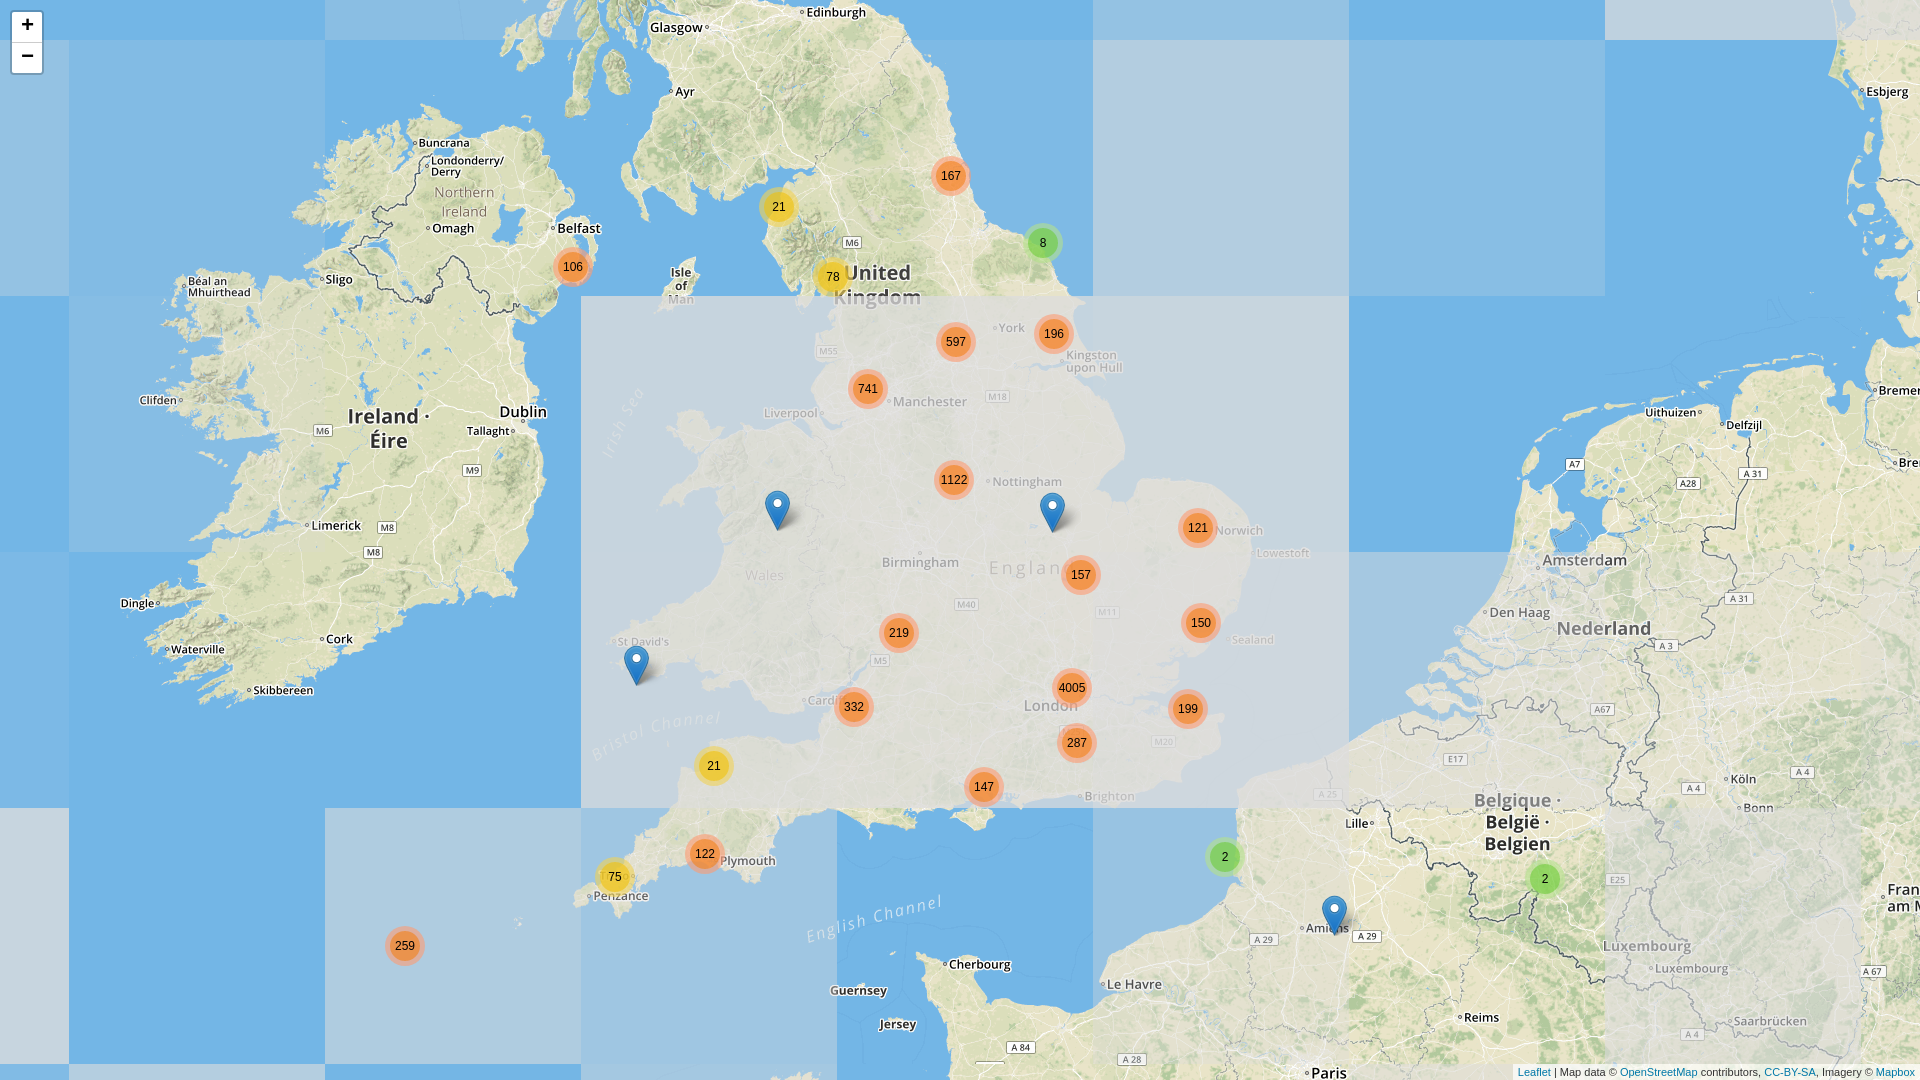 +
−
Edinburgh
Glasgow
Ayr
Esbjerg
Buncrana
Londonderry/
Derry
Northern
Ireland
Omagh
Belfast
167
21
8
M6
106
78
United
Kingdom
Isle
of
Man
Sligo
Béal an
Mhuirthead
York
196
597
Kingston
upon Hull
M55
741
Manchester
M18
Liverpool
Irish Sea
Clifden
Ireland ·
Éire
Dublin
Tallaght
M6
M9
Uithuizen
Delfzijl
A7
A 31
A28
1122
Nottingham
121
Norwich
Lowestoft
Limerick
M8
M8
Birmingham
Wales
157
M40
M11
Amsterdam
Den Haag
A 31
Nederland
A 3
Dingle
Waterville
Cork
Skibbereen
St David's
219
M5
150
Sealand
4005
London
199
332
287
M20
Bristol Channel
A67
E17
21
147
Brighton
A 25
Köln
A 4
A 4
Bonn
Belgique ·
België ·
Belgien
Lille
122
Plymouth
75
Penzance
2
2
E25
259
English Channel
A 29
Amiens
A 29
Luxembourg
Luxembourg
A 67
Cherbourg
Guernsey
Jersey
Le Havre
Reims
Saarbrücken
A 4
A 84
A 28
Paris
Leaflet | Map data © OpenStreetMap contributors, CC-BY-SA, Imagery © Mapbox